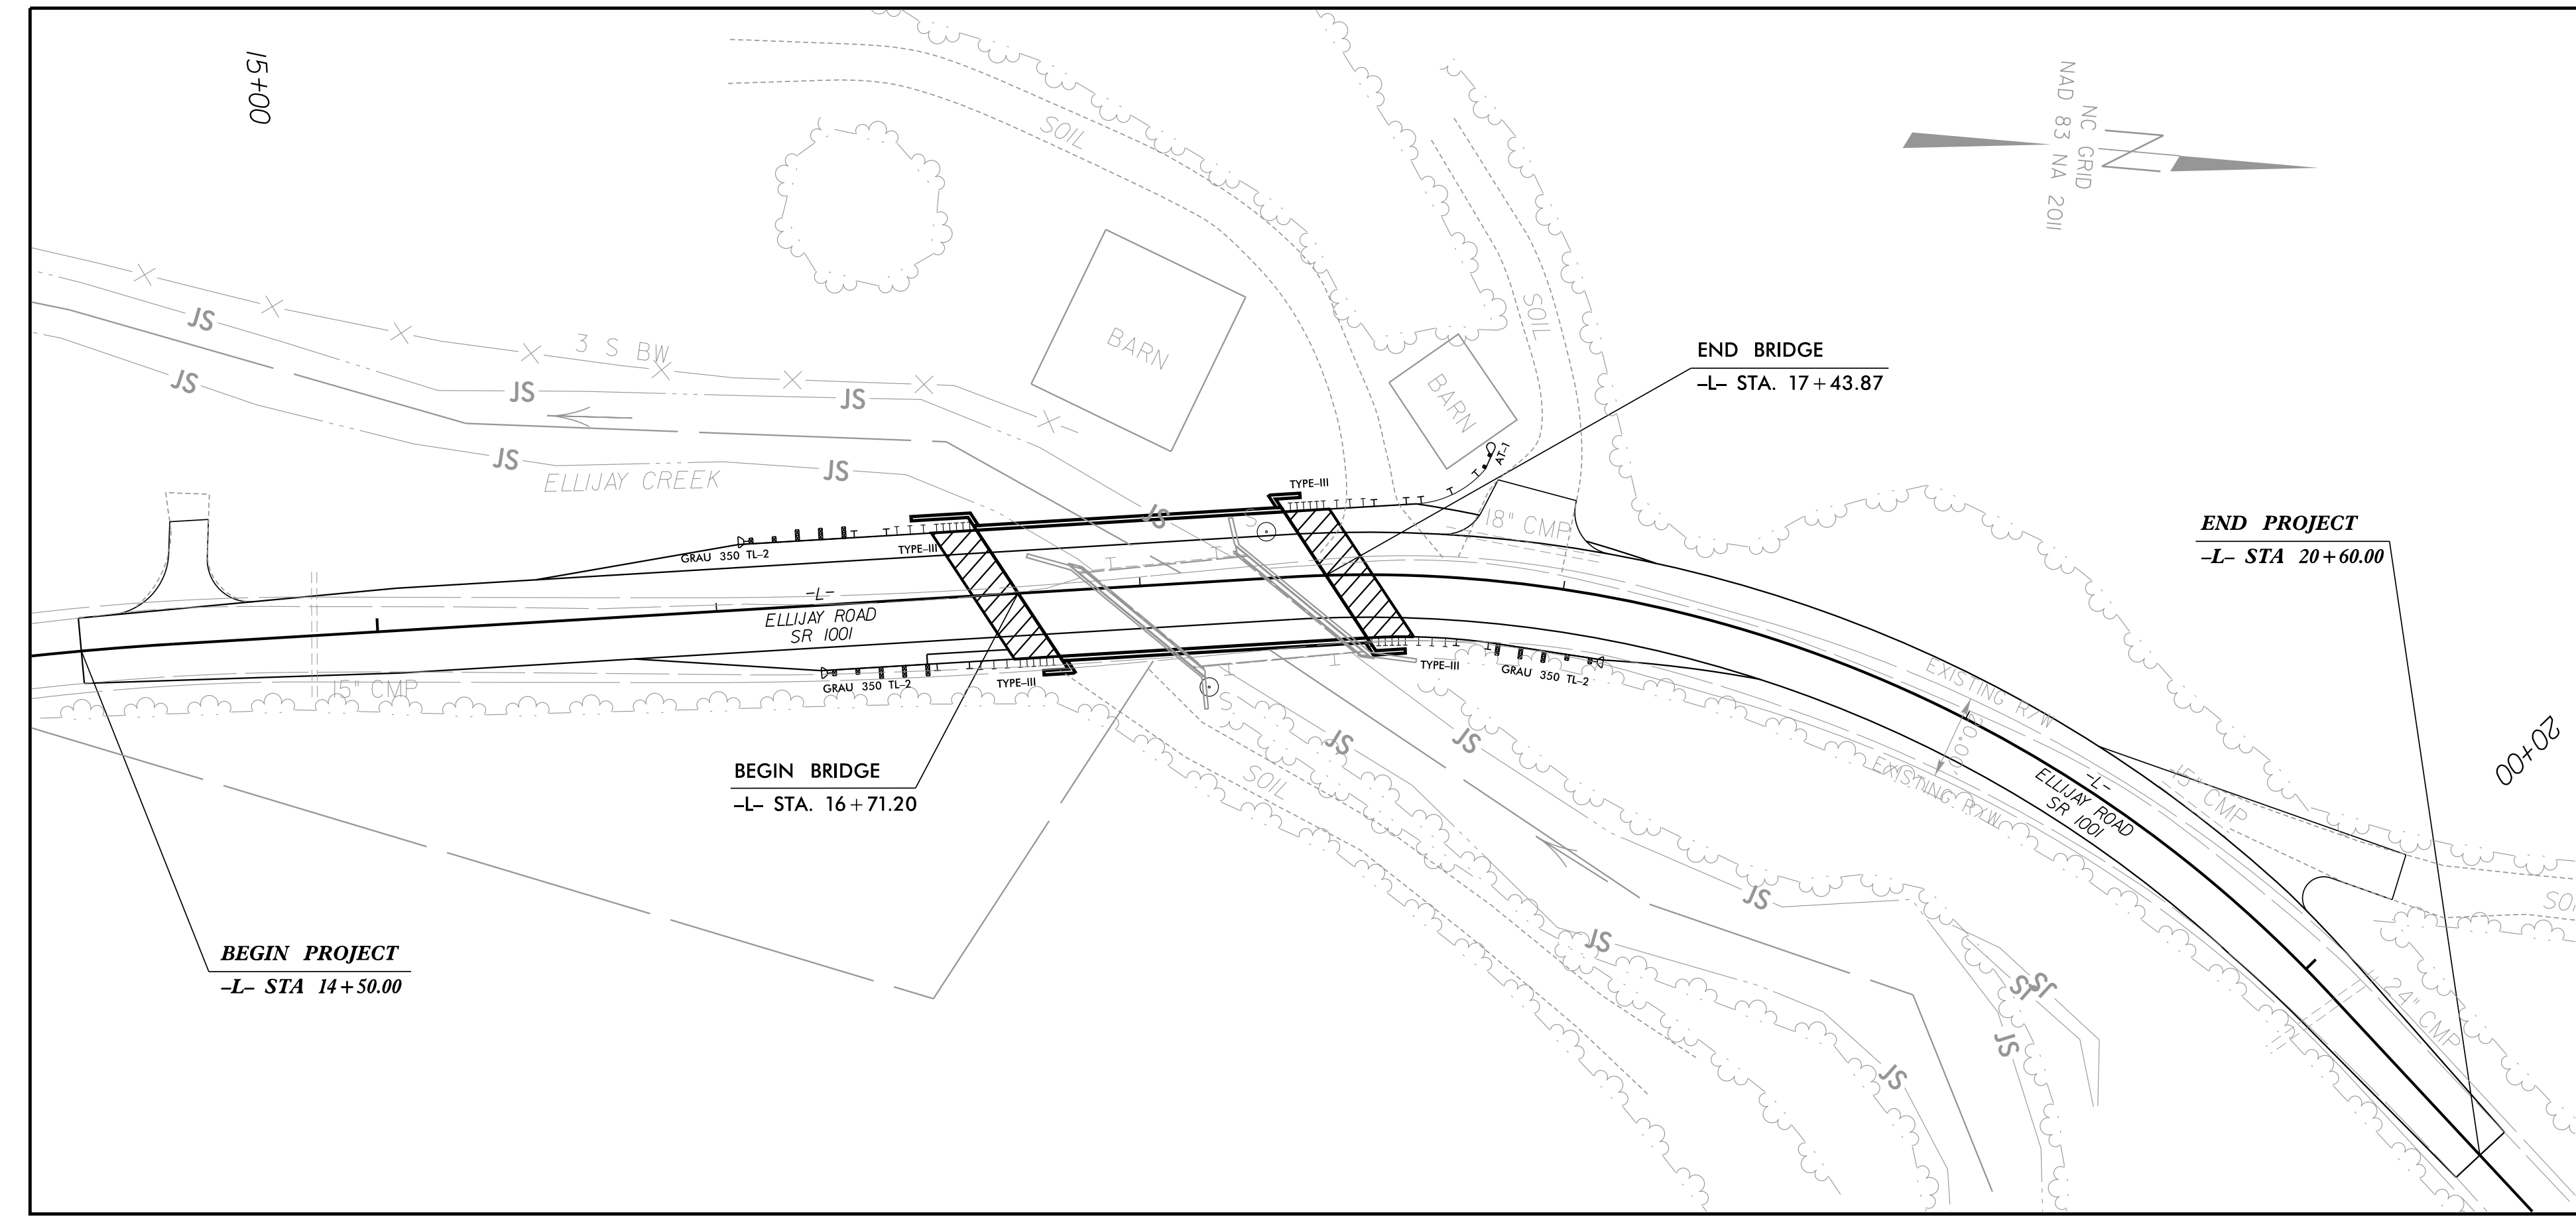 15+00
NC GRID
NAD 83 NA 2011
SOIL
SOIL
BARN
BARN
JS
JS
3 S BW
JS
JS
JS
JS
JS
ELLIJAY CREEK
END BRIDGE
–L– STA. 17+43.87
AT-1
TYPE–III
S
18" CMP
END PROJECT
–L– STA 20+60.00
GRAU 350 TL–2
TYPE–III
–L–
ELLIJAY ROAD
SR 1001
15" CMP
GRAU 350 TL–2
TYPE–III
TYPE–III
GRAU 350 TL–2
S
EXISTING R/W
EXISTING R/W
20+00
BEGIN BRIDGE
–L– STA. 16+71.20
SOIL
JS
JS
–L–
ELLIJAY ROAD
SR 1001
15" CMP
JS
JS
JS
JS
JS
JS
24" CMP
BEGIN PROJECT
–L– STA 14+50.00